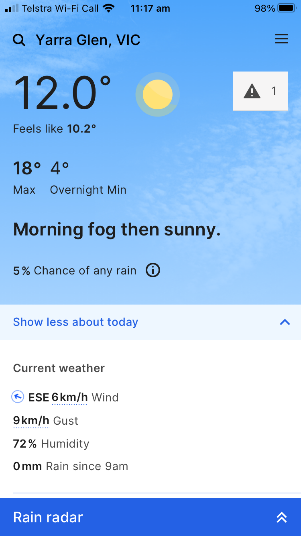 Telstra Wi-Fi Call 11:17 am 98%
Yarra Glen, VIC
12.0°
1
Feels like 10.2°
18° 4°
Max Overnight Min
Morning fog then sunny.
5% Chance of any rain
Show less about today
Current weather
ESE 6km/h Wind
9km/h Gust
72% Humidity
0mm Rain since 9am
Rain radar